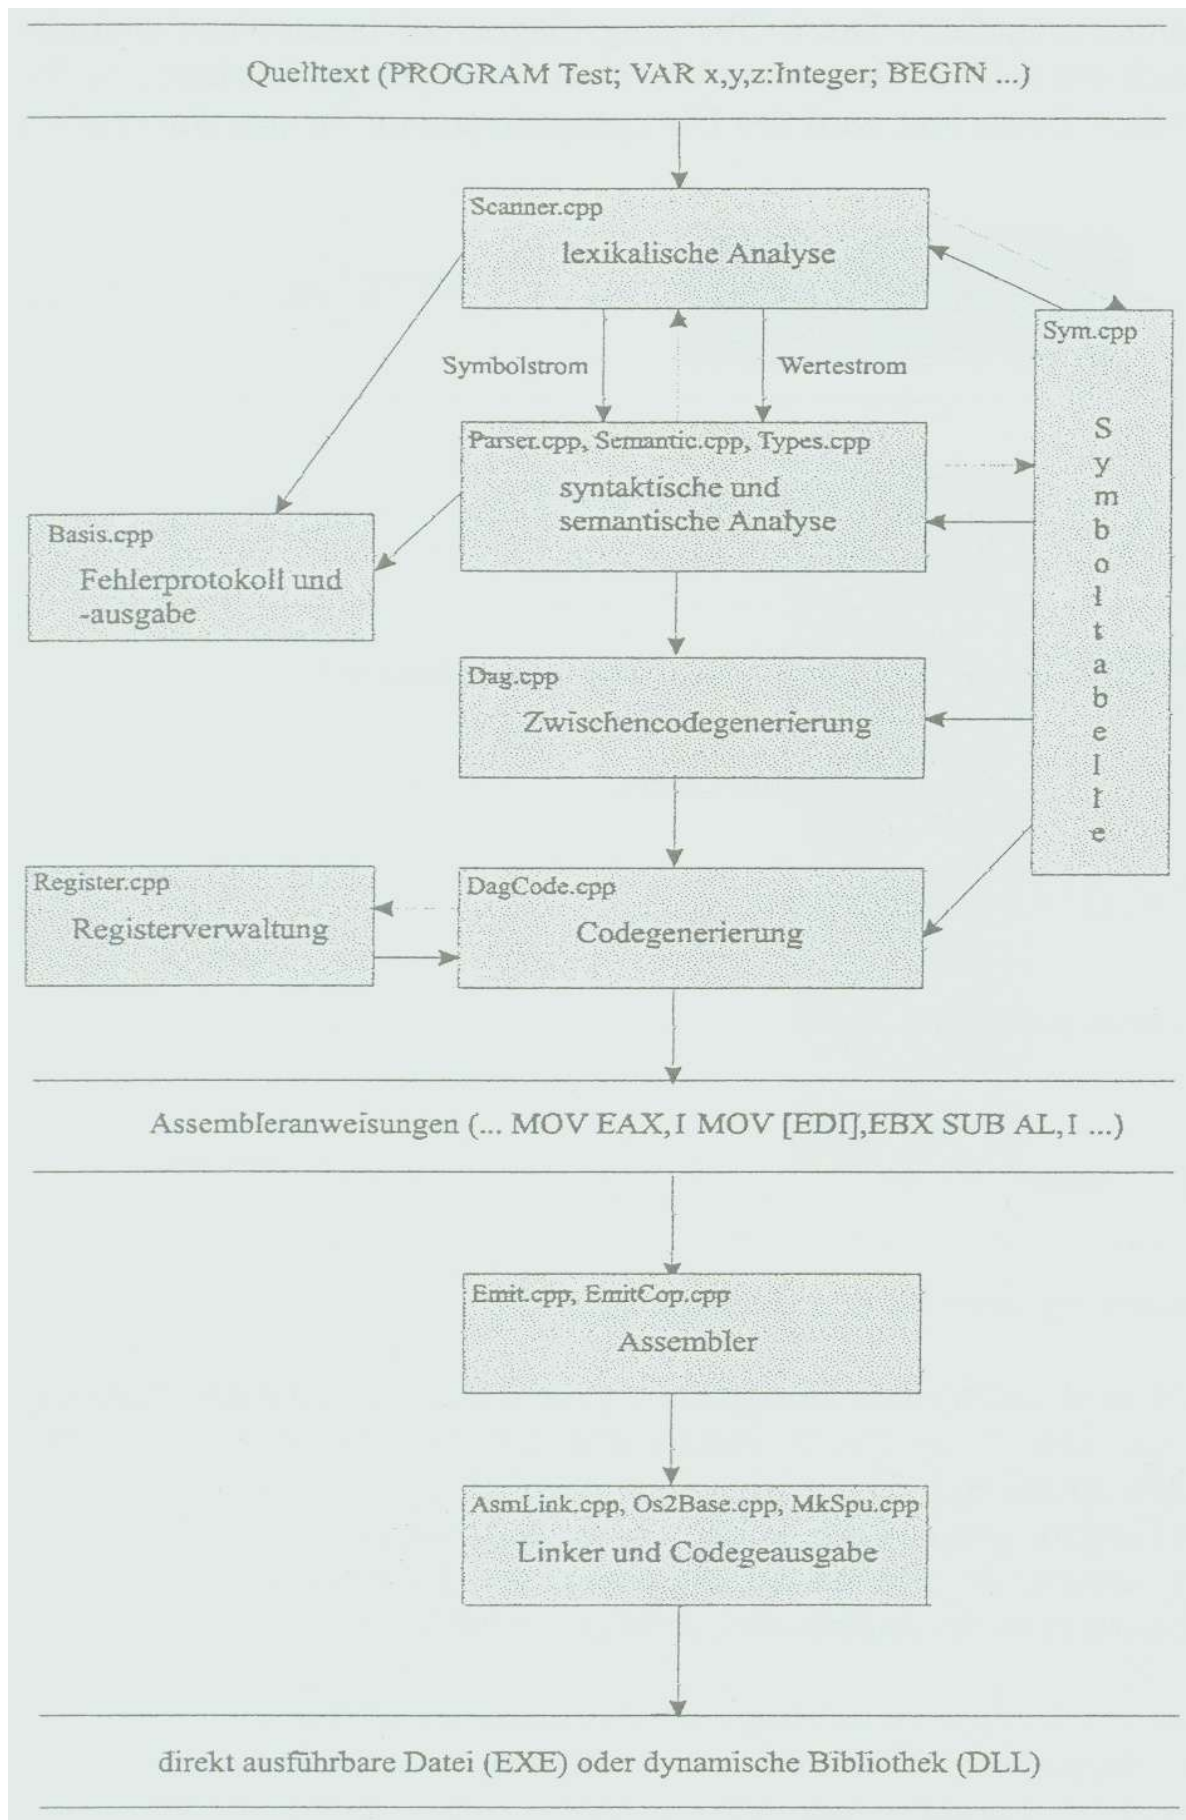 Quelltext (PROGRAM Test; VAR x,y,z:Integer; BEGIN ...)
Scanner.cpp
lexikalische Analyse
Symbolstrom
Wertestrom
Sym.cpp
Symboltabelle
Parser.cpp, Semantic.cpp, Types.cpp
syntaktische und
semantische Analyse
Basis.cpp
Fehlerprotokoll und
-ausgabe
Dag.cpp
Zwischencodegenerierung
Register.cpp
Registerverwaltung
DagCode.cpp
Codegenerierung
Assembleranweisungen (... MOV EAX,1 MOV [EDI],EBX SUB AL,1 ...)
Emit.cpp, EmitCop.cpp
Assembler
AsmLink.cpp, Os2Base.cpp, MkSpu.cpp
Linker und Codegeausgabe
direkt ausführbare Datei (EXE) oder dynamische Bibliothek (DLL)